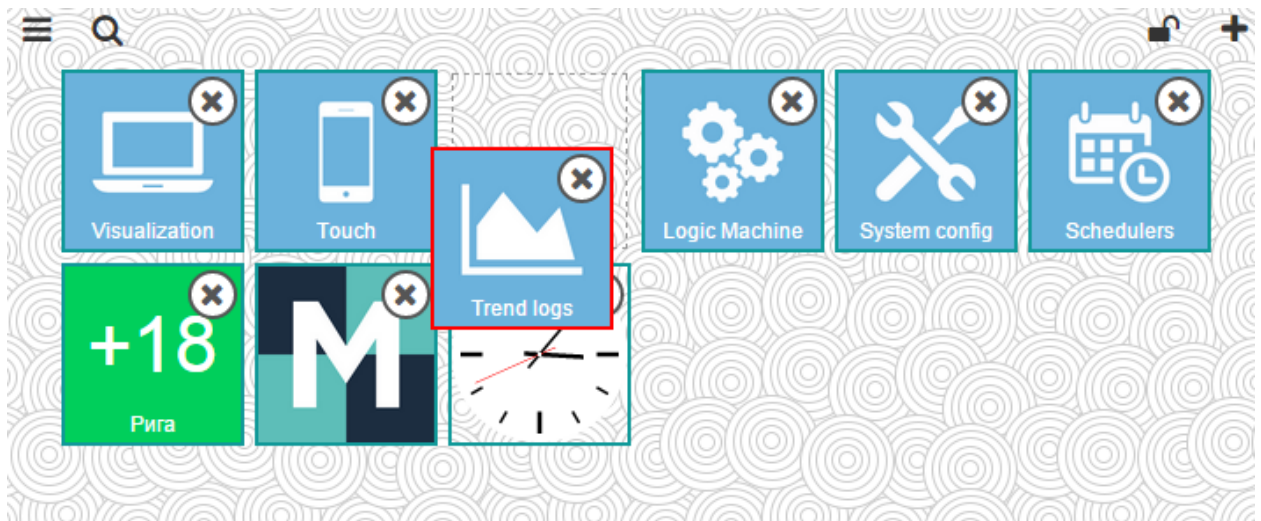 Visualization
Touch
Logic Machine
System config
Schedulers
Trend logs
+18
Рига
M